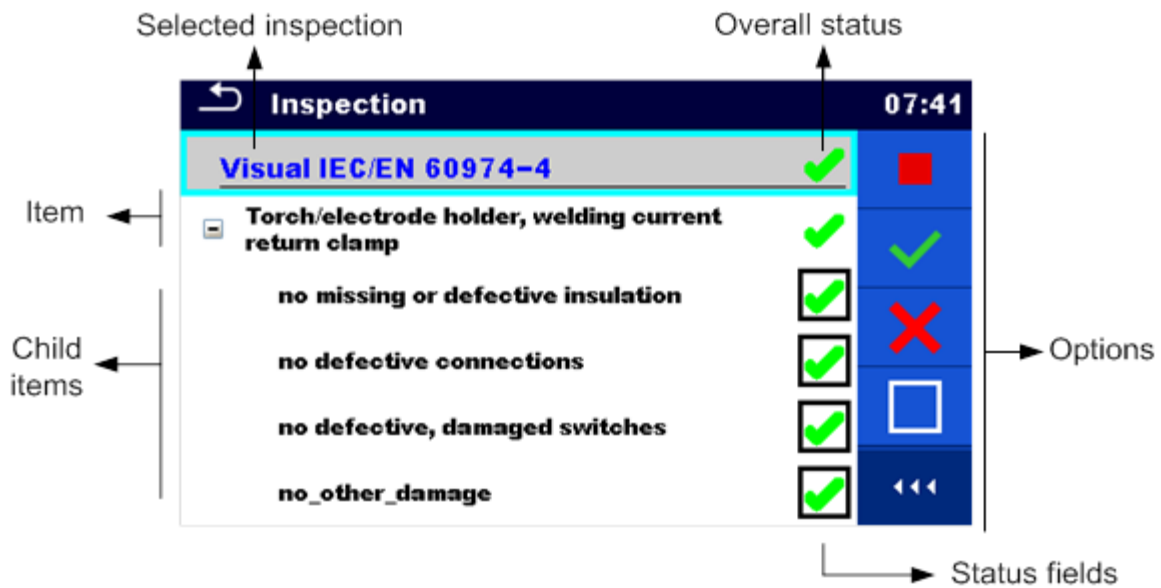 Selected inspection
Overall status
Inspection
07:41
Visual IEC/EN 60974-4
Item
Torch/electrode holder, welding current
return clamp
no missing or defective insulation
Child
items
no defective connections
Options
no defective, damaged switches
no_other_damage
Status fields